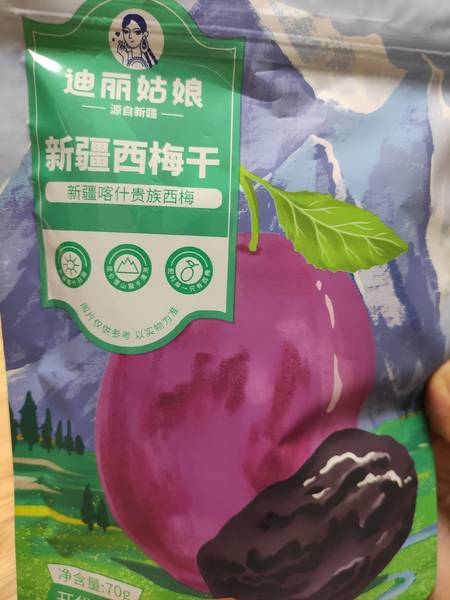 迪丽姑娘
源自新疆
新疆西梅干
新疆喀什贵族西梅
图片仅供参考 以实物为准
净含量:70g